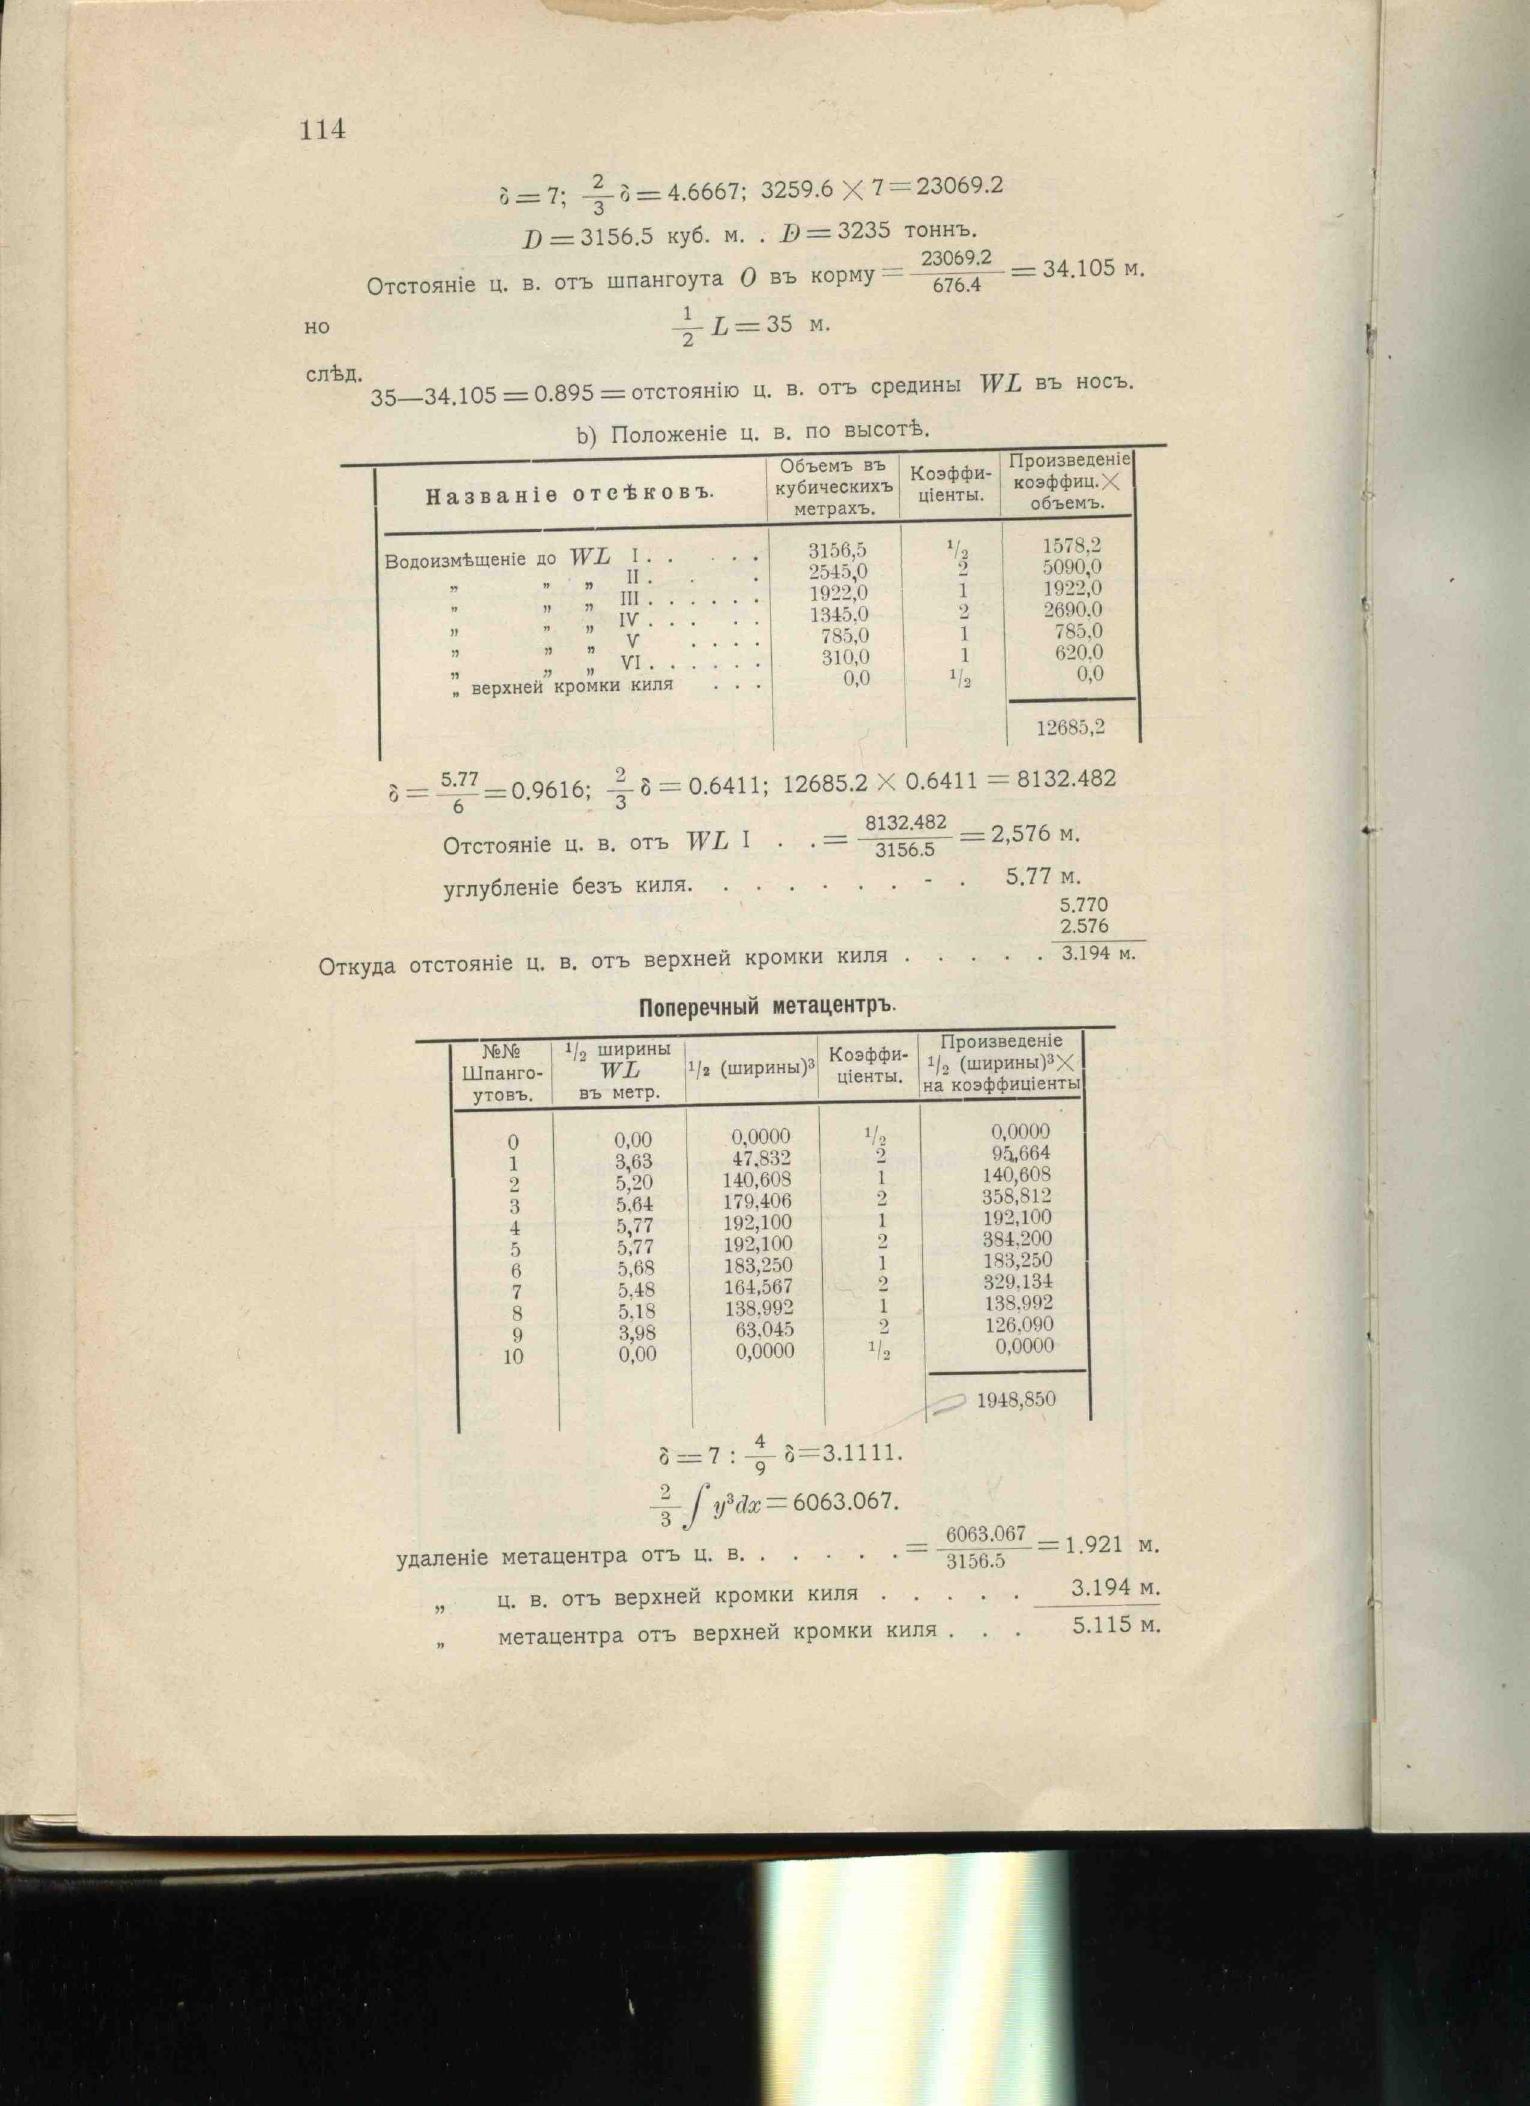 114
δ = 7; 2/3 δ = 4.6667; 3259.6 × 7 = 23069.2
D = 3156.5 куб. м. . D = 3235 тоннъ.
Отстоянiе ц. в. отъ шпангоута O въ корму = 23069.2/676.4 = 34.105 м.
но 1/2 L = 35 м.
слѣд.
35—34.105 = 0.895 = отстоянiю ц. в. отъ средины WL въ носъ.
b) Положенiе ц. в. по высотѣ.
Названiе отсѣковъ. | Объемъ въ кубическихъ метрахъ. | Коэффи-цiенты. | Произведенiе коэффиц. × объемъ.
Водоизмѣщенiе до WL I . . . . . 3156,5 1/2 1578,2
„ „ „ II . . . 2545,0 2 5090,0
„ „ „ III . . . . . . 1922,0 1 1922,0
„ „ „ IV . . . . . 1345,0 2 2690,0
„ „ „ V . . . . 785,0 1 785,0
„ „ „ VI . . . . . . 310,0 1 620,0
„ верхней кромки киля . . . 0,0 1/2 0,0
12685,2
δ = 5.77/6 = 0.9616; 2/3 δ = 0.6411; 12685.2 × 0.6411 = 8132.482
Отстоянiе ц. в. отъ WL I . . = 8132.482/3156.5 = 2,576 м.
углубленiе безъ киля. . . . . . . - . 5.77 м.
5.770
2.576
Откуда отстоянiе ц. в. отъ верхней кромки киля . . . . . 3.194 м.
Поперечный метацентръ.
№№ Шпанго-утовъ. | 1/2 ширины WL въ метр. | 1/2 (ширины)³ | Коэффи-цiенты. | Произведенiе 1/2 (ширины)³ × на коэффицiенты
0 0,00 0,0000 1/2 0,0000
1 3,63 47,832 2 95,664
2 5,20 140,608 1 140,608
3 5,64 179,406 2 358,812
4 5,77 192,100 1 192,100
5 5,77 192,100 2 384,200
6 5,68 183,250 1 183,250
7 5,48 164,567 2 329,134
8 5,18 138,992 1 138,992
9 3,98 63,045 2 126,090
10 0,00 0,0000 1/2 0,0000
1948,850
δ = 7 : 4/9 δ = 3.1111.
2/3 ∫ y³dx = 6063.067.
удаленiе метацентра отъ ц. в. . . . . . = 6063.067/3156.5 = 1.921 м.
„ ц. в. отъ верхней кромки киля . . . . . 3.194 м.
„ метацентра отъ верхней кромки киля . . . 5.115 м.